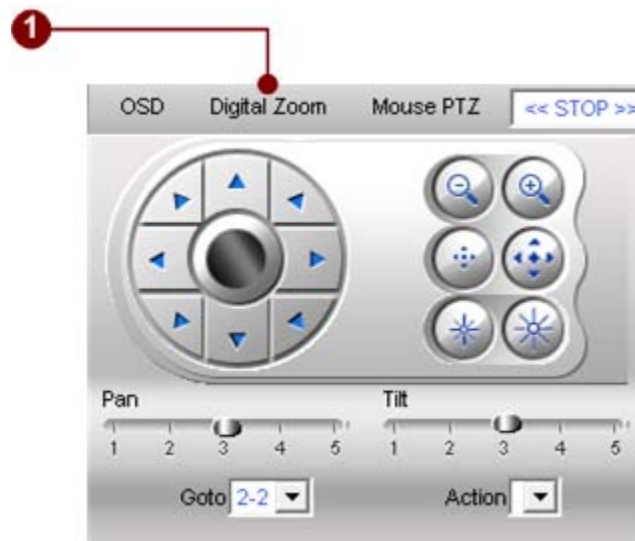 1
OSD Digital Zoom Mouse PTZ << STOP >>
Pan Tilt
1 2 3 4 5 1 2 3 4 5
Goto 2-2 Action